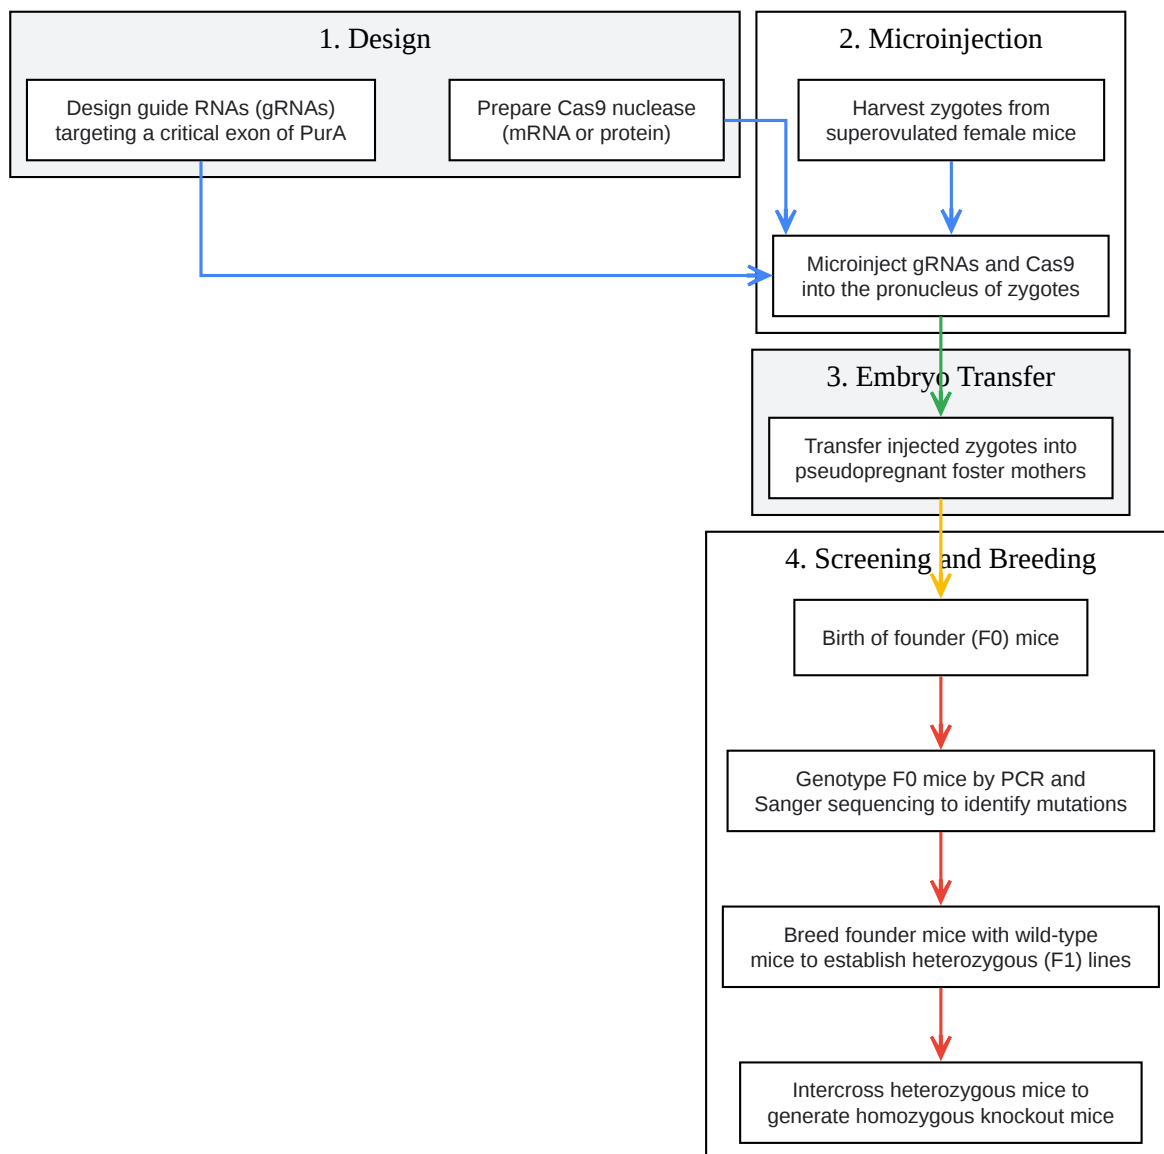 1. Design
Design guide RNAs (gRNAs)
targeting a critical exon of PurA
Prepare Cas9 nuclease
(mRNA or protein)
2. Microinjection
Harvest zygotes from
superovulated female mice
Microinject gRNAs and Cas9
into the pronucleus of zygotes
3. Embryo Transfer
Transfer injected zygotes into
pseudopregnant foster mothers
4. Screening and Breeding
Birth of founder (F0) mice
Genotype F0 mice by PCR and
Sanger sequencing to identify mutations
Breed founder mice with wild-type
mice to establish heterozygous (F1) lines
Intercross heterozygous mice to
generate homozygous knockout mice